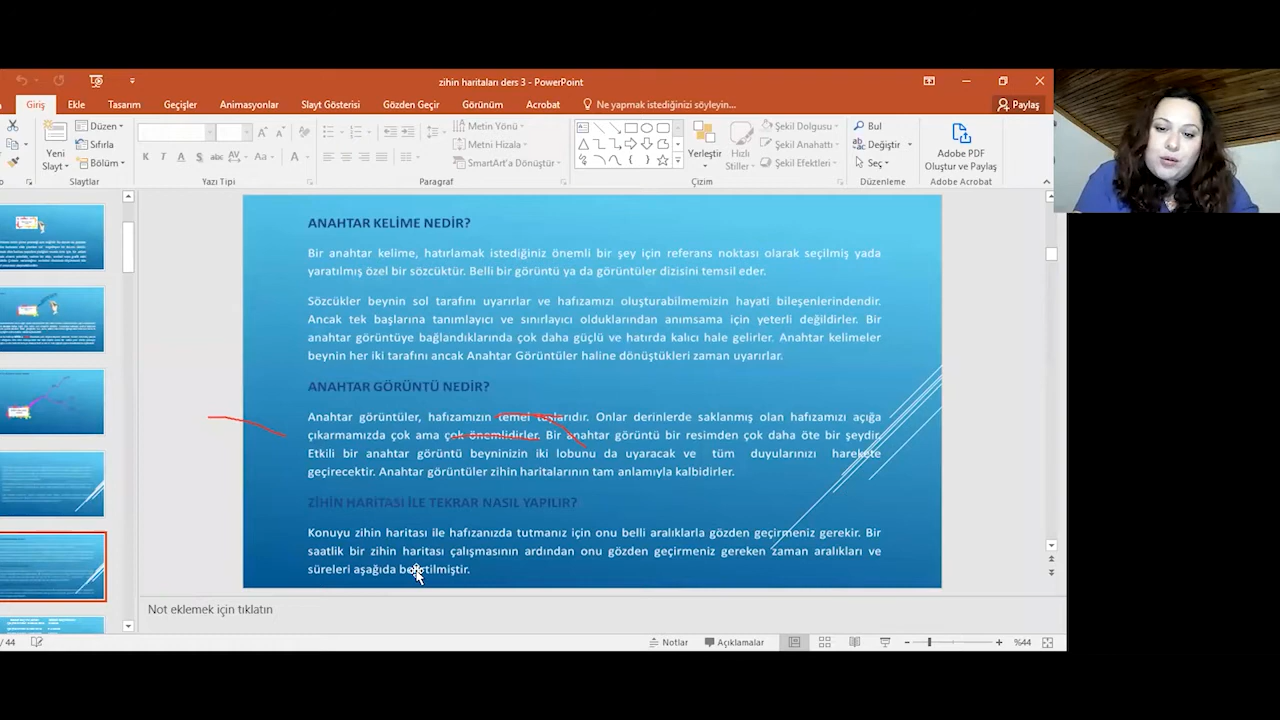 zihin haritaları ders 3 - PowerPoint
Giriş Ekle Tasarım Geçişler Animasyonlar Slayt Gösterisi Gözden Geçir Görünüm Acrobat Ne yapmak istediğinizi söyleyin... Paylaş
Yeni Slayt
Düzen
Sıfırla
Bölüm
Slaytlar
K T A S abc AV Aa A
Yazı Tipi
Metin Yönü
Metni Hizala
SmartArt'a Dönüştür
Paragraf
Yerleştir
Hızlı Stiller
Şekil Dolgusu
Şekil Anahattı
Şekil Efektleri
Çizim
Bul
Değiştir
Seç
Düzenleme
Adobe PDF
Oluştur ve Paylaş
Adobe Acrobat
ANAHTAR KELİME NEDİR?
Bir anahtar kelime, hatırlamak istediğiniz önemli bir şey için referans noktası olarak seçilmiş yada
yaratılmış özel bir sözcüktür. Belli bir görüntü ya da görüntüler dizisini temsil eder.
Sözcükler beynin sol tarafını uyarırlar ve hafızamızı oluşturabilmemizin hayati bileşenlerindendir.
Ancak tek başlarına tanımlayıcı ve sınırlayıcı olduklarından anımsama için yeterli değildirler. Bir
anahtar görüntüye bağlandıklarında çok daha güçlü ve hatırda kalıcı hale gelirler. Anahtar kelimeler
beynin her iki tarafını ancak Anahtar Görüntüler haline dönüştükleri zaman uyarırlar.
ANAHTAR GÖRÜNTÜ NEDİR?
Anahtar görüntüler, hafızamızın temel taşlarıdır. Onlar derinlerde saklanmış olan hafızamızı açığa
çıkarmamızda çok ama çok önemlidirler. Bir anahtar görüntü bir resimden çok daha öte bir şeydir.
Etkili bir anahtar görüntü beyninizin iki lobunu da uyaracak ve tüm duyularınızı harekete
geçirecektir. Anahtar görüntüler zihin haritalarının tam anlamıyla kalbidirler.
ZİHİN HARİTASI İLE TEKRAR NASIL YAPILIR?
Konuyu zihin haritası ile hafızanızda tutmanız için onu belli aralıklarla gözden geçirmeniz gerekir. Bir
saatlik bir zihin haritası çalışmasının ardından onu gözden geçirmeniz gereken zaman aralıkları ve
süreleri aşağıda belirtilmiştir.
Not eklemek için tıklatın
/ 44
Notlar
Açıklamalar
%44